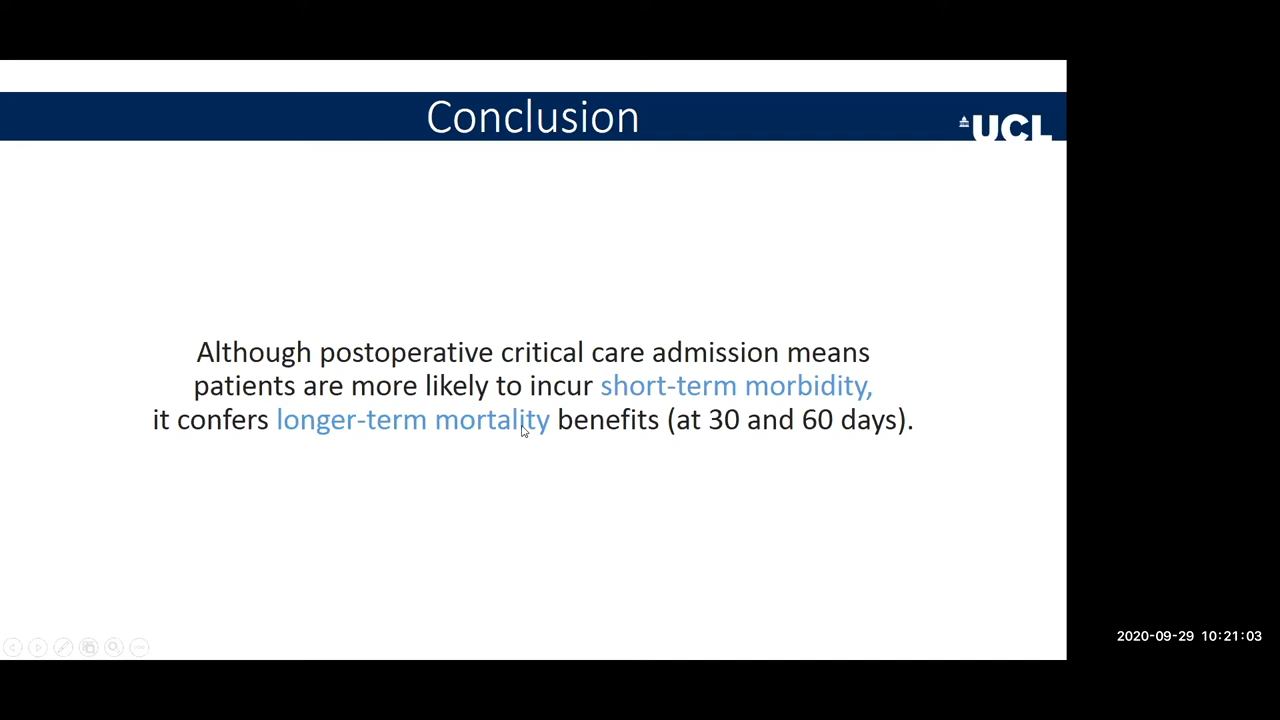 Conclusion
UCL
Although postoperative critical care admission means
patients are more likely to incur short-term morbidity,
it confers longer-term mortality benefits (at 30 and 60 days).
2020-09-29 10:21:03